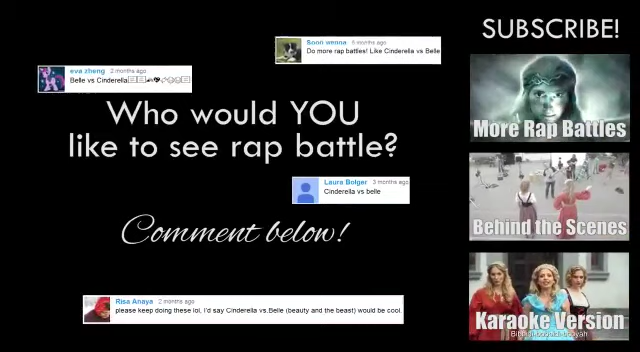 SUBSCRIBE!
Soon wenna 5 months ago
Do more rap battles! Like Cinderella vs Belle
eva zheng 2 months ago
Belle vs Cinderella
Who would YOU
like to see rap battle?
More Rap Battles
Laura Bolger 3 months ago
Cinderella vs belle
Comment below!
Behind the Scenes
Risa Anaya 2 months ago
please keep doing these lol, I'd say Cinderella vs.Belle (beauty and the beast) would be cool.
Karaoke Version